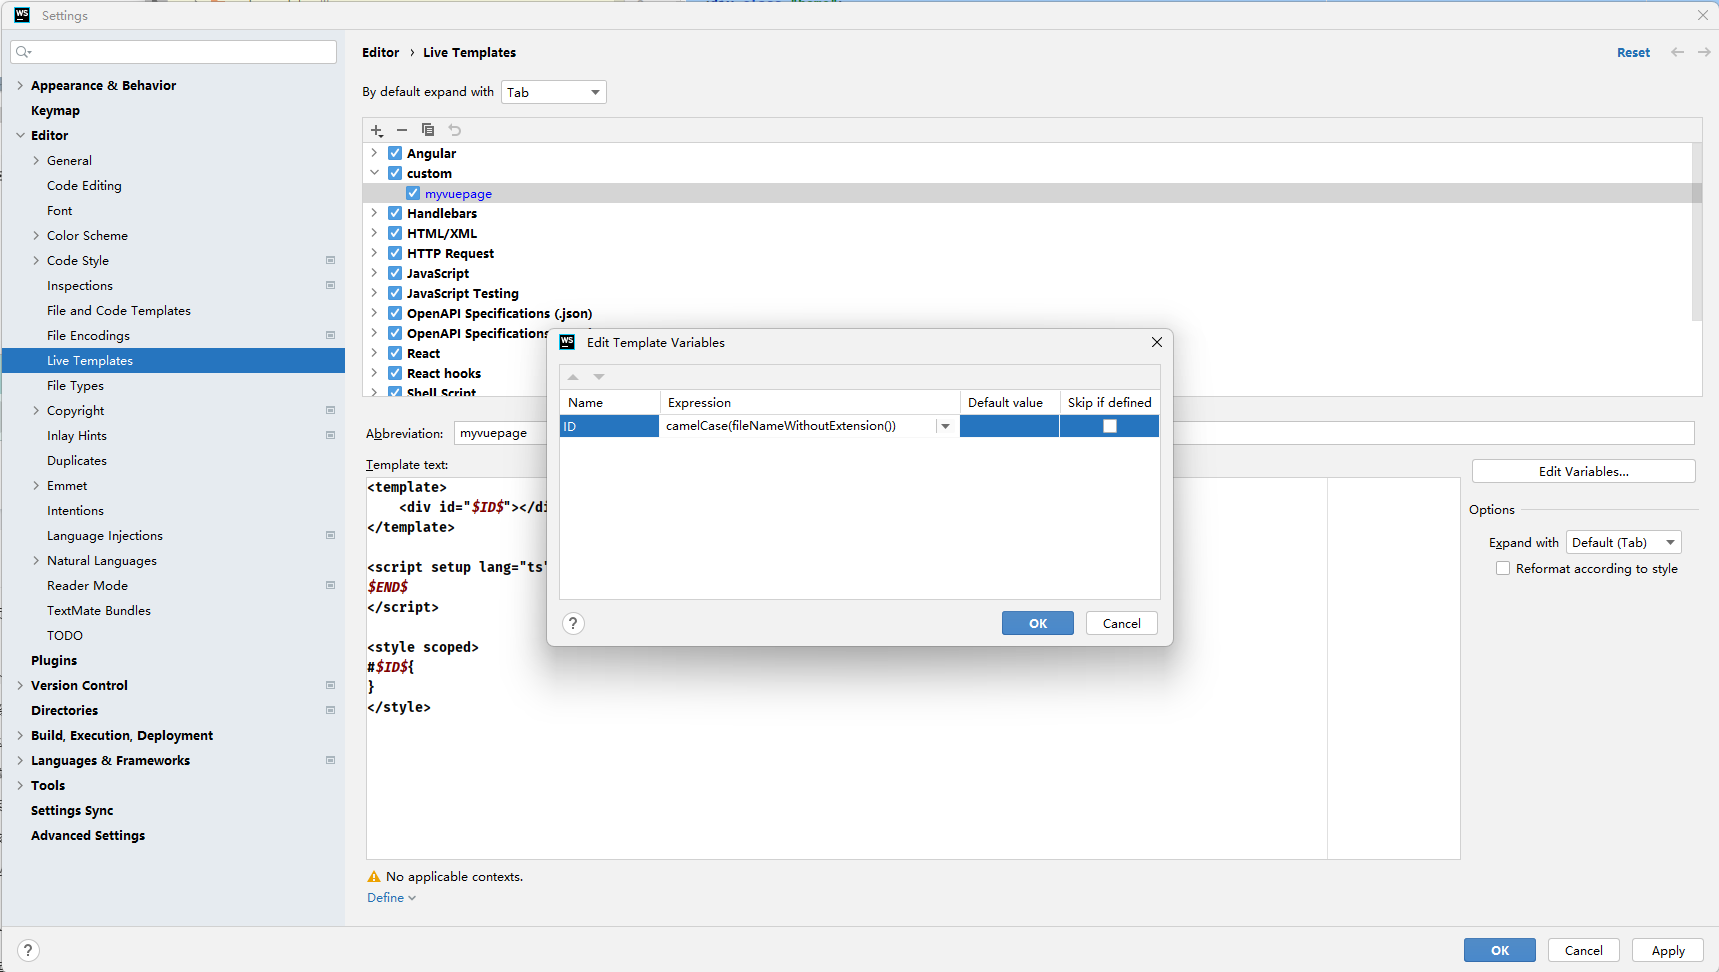 WS Settings
Appearance & Behavior
Keymap
Editor
General
Code Editing
Font
Color Scheme
Code Style
Inspections
File and Code Templates
File Encodings
Live Templates
File Types
Copyright
Inlay Hints
Duplicates
Emmet
Intentions
Language Injections
Natural Languages
Reader Mode
TextMate Bundles
TODO
Plugins
Version Control
Directories
Build, Execution, Deployment
Languages & Frameworks
Tools
Settings Sync
Advanced Settings
Editor › Live Templates
Reset
By default expand with Tab
Angular
custom
myvuepage
Handlebars
HTML/XML
HTTP Request
JavaScript
JavaScript Testing
OpenAPI Specifications (.json)
OpenAPI Specifications
React
React hooks
Shell Script
Abbreviation: myvuepage
Template text:
<template>
<div id="$ID$"></di
</template>
<script setup lang="ts"
$END$
</script>
<style scoped>
#$ID${
}
</style>
No applicable contexts.
Define
Edit Variables...
Options
Expand with Default (Tab)
Reformat according to style
WS Edit Template Variables
Name Expression Default value Skip if defined
ID camelCase(fileNameWithoutExtension())
? OK Cancel
? OK Cancel Apply